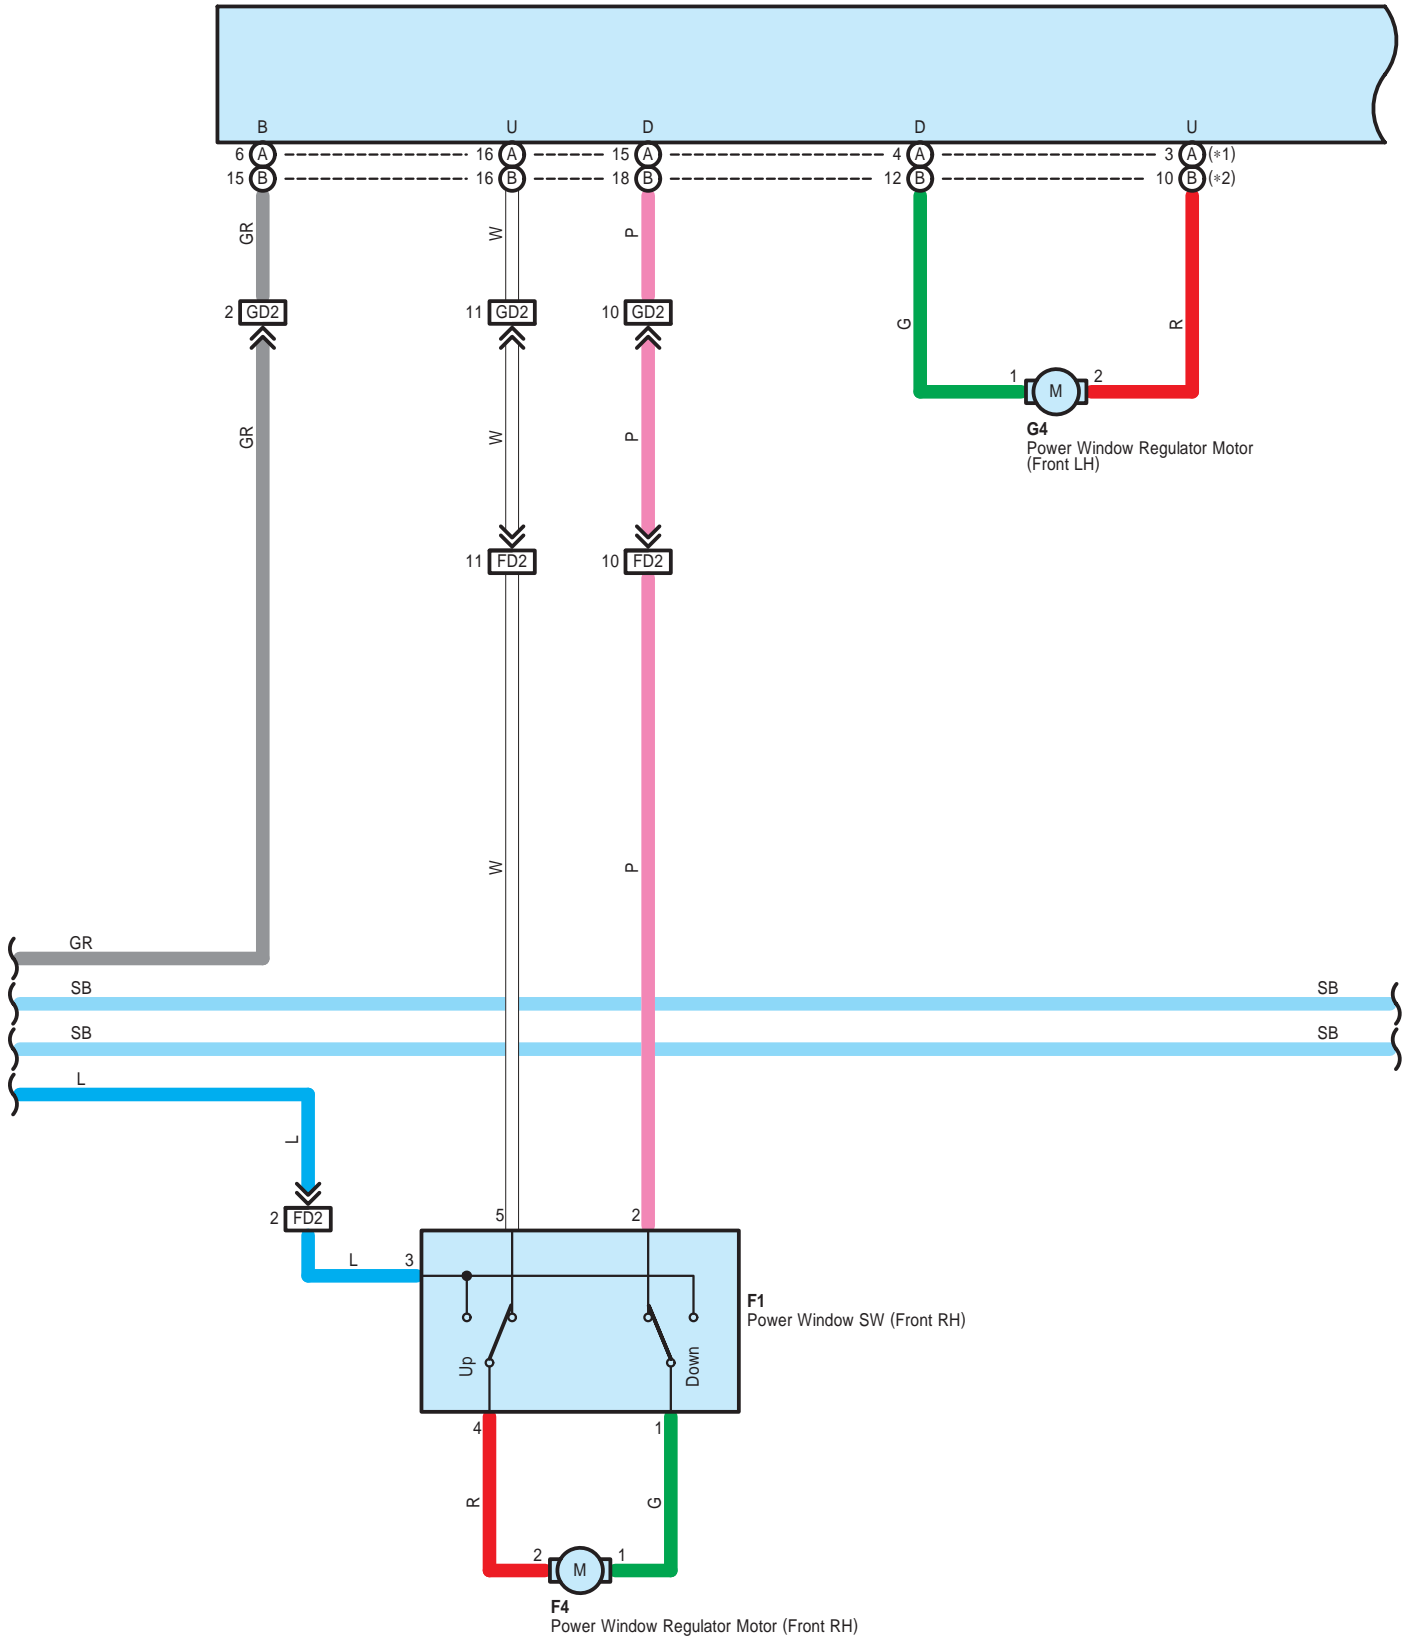 B U D D U
6 A 16 A 15 A 4 A 3 A (*1)
15 B 16 B 18 B 12 B 10 B (*2)
GR W P
2 GD2 11 GD2 10 GD2
G R
1 M 2
G4
Power Window Regulator Motor
(Front LH)
GR W P
11 FD2 10 FD2
W P
GR
SB SB
SB SB
L
L
2 FD2 5 2
L 3
F1
Power Window SW (Front RH)
Up Down
4 1
R G
2 M 1
F4
Power Window Regulator Motor (Front RH)